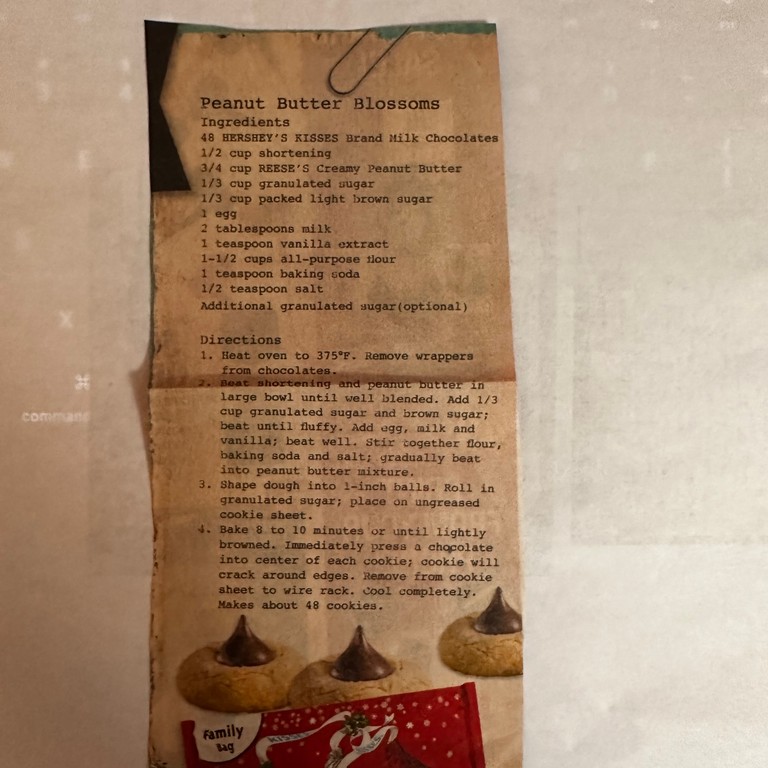 Peanut Butter Blossoms
Ingredients
48 HERSHEY'S KISSES Brand Milk Chocolates
1/2 cup shortening
3/4 cup REESE'S Creamy Peanut Butter
1/3 cup granulated sugar
1/3 cup packed light brown sugar
1 egg
2 tablespoons milk
1 teaspoon vanilla extract
1-1/2 cups all-purpose flour
1 teaspoon baking soda
1/2 teaspoon salt
Additional granulated sugar(optional)
Directions
1. Heat oven to 375°F. Remove wrappers
from chocolates.
2. Beat shortening and peanut butter in
large bowl until well blended. Add 1/3
cup granulated sugar and brown sugar;
beat until fluffy. Add egg, milk and
vanilla; beat well. Stir together flour,
baking soda and salt; gradually beat
into peanut butter mixture.
3. Shape dough into 1-inch balls. Roll in
granulated sugar; place on ungreased
cookie sheet.
4. Bake 8 to 10 minutes or until lightly
browned. Immediately press a chocolate
into center of each cookie; cookie will
crack around edges. Remove from cookie
sheet to wire rack. Cool completely.
Makes about 48 cookies.
Family
Bag
KISSES
X
⌘
command